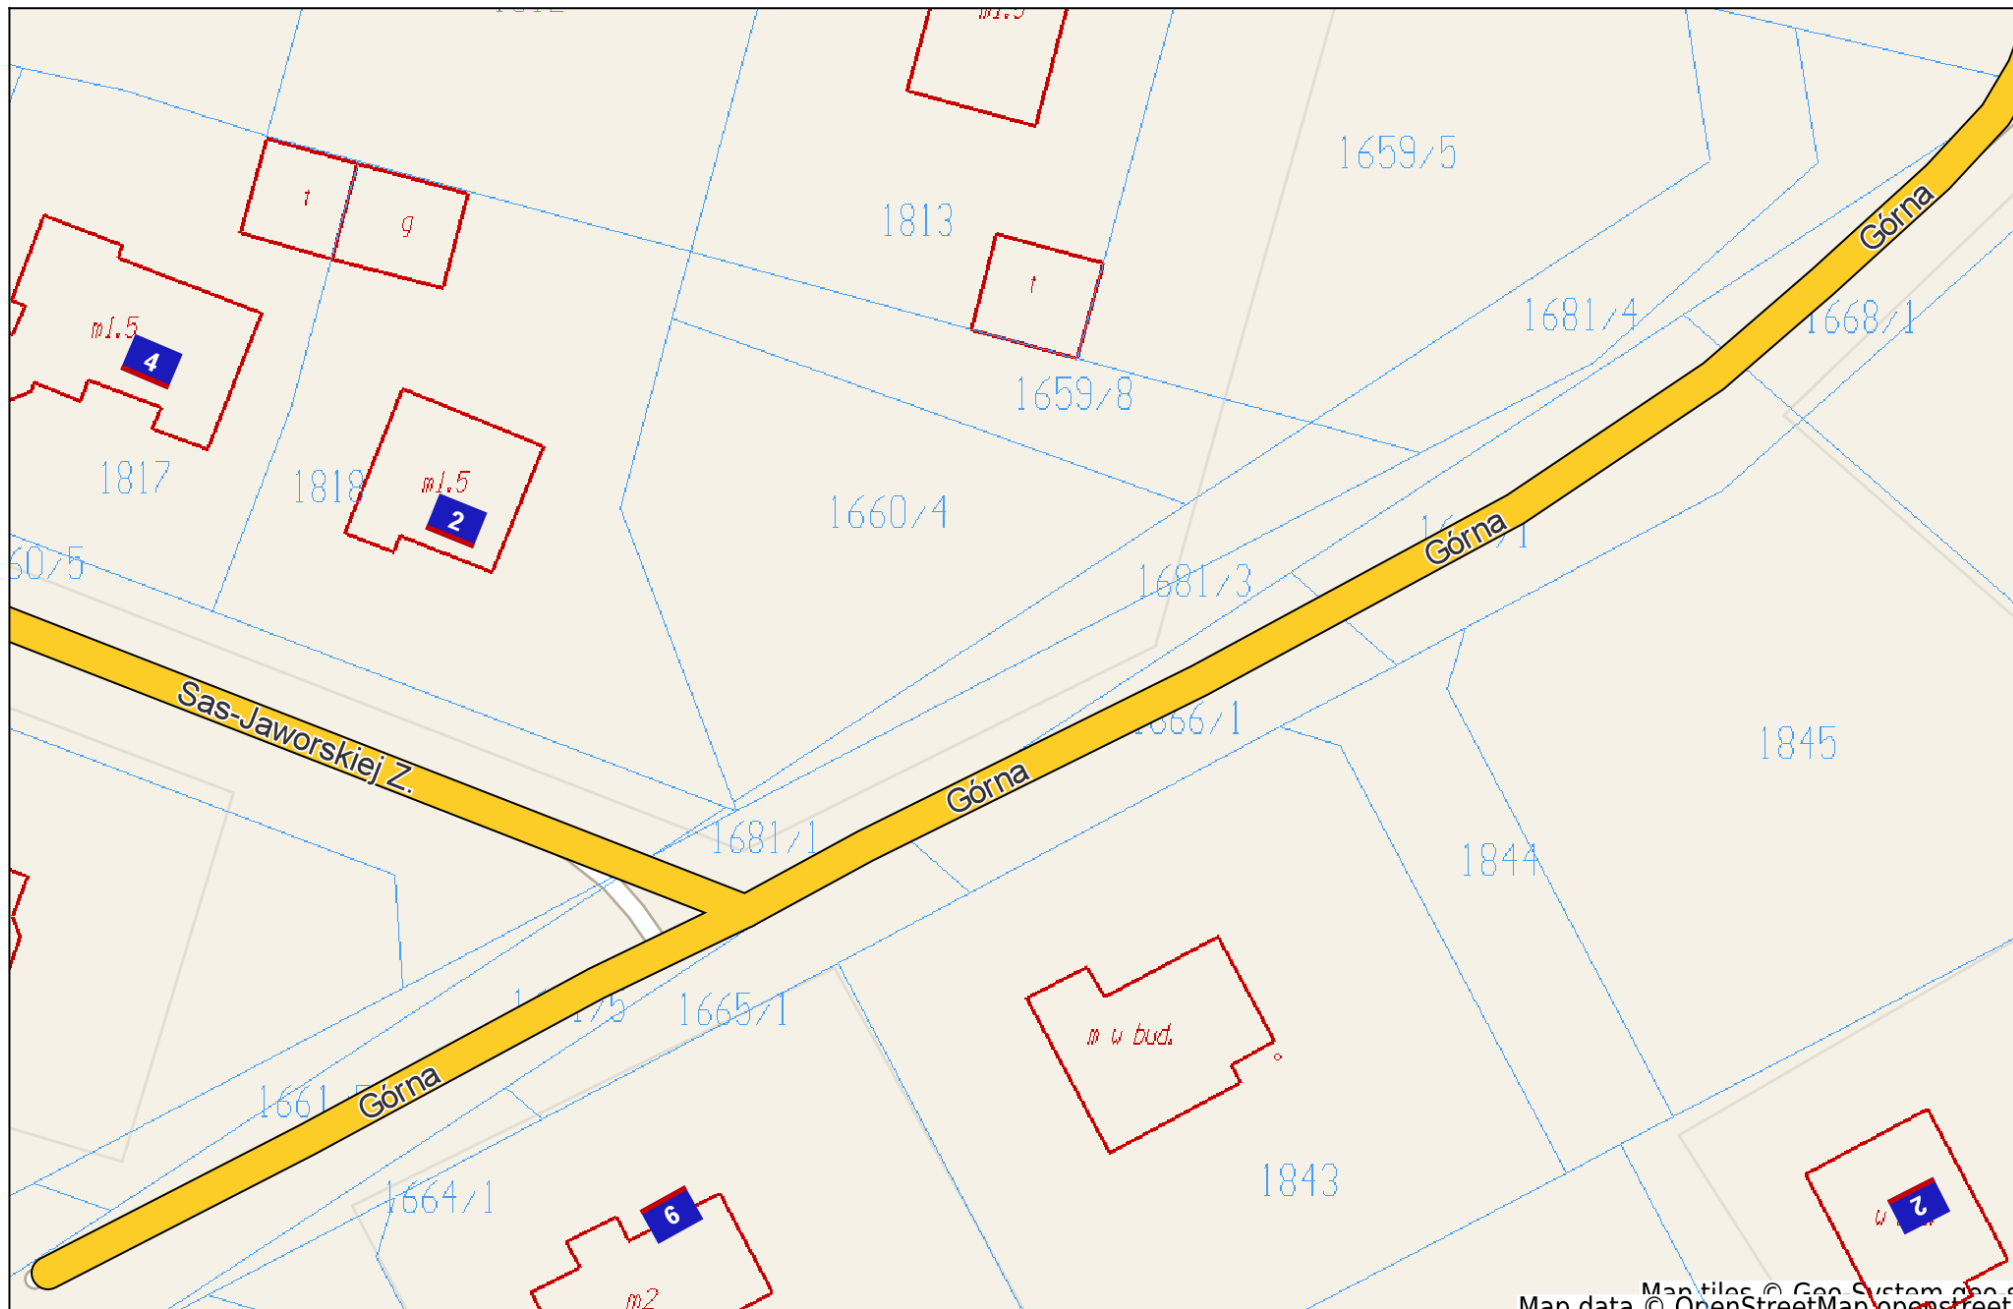 m1.5
1659/5
Górna
t
g
1813
t
1681/4
1668/1
m1.5
4
1659/8
1817
1818
m1.5
2
1660/4
60/5
Górna
1681/3
Sas-Jaworskiej Z.
1666/1
1845
Górna
1681/1
1844
1665/1
m w bud.
Górna
1661
1843
1664/1
2
m2
Map tiles © Geo-System geo-
Map data © OpenStreetMap openstreet